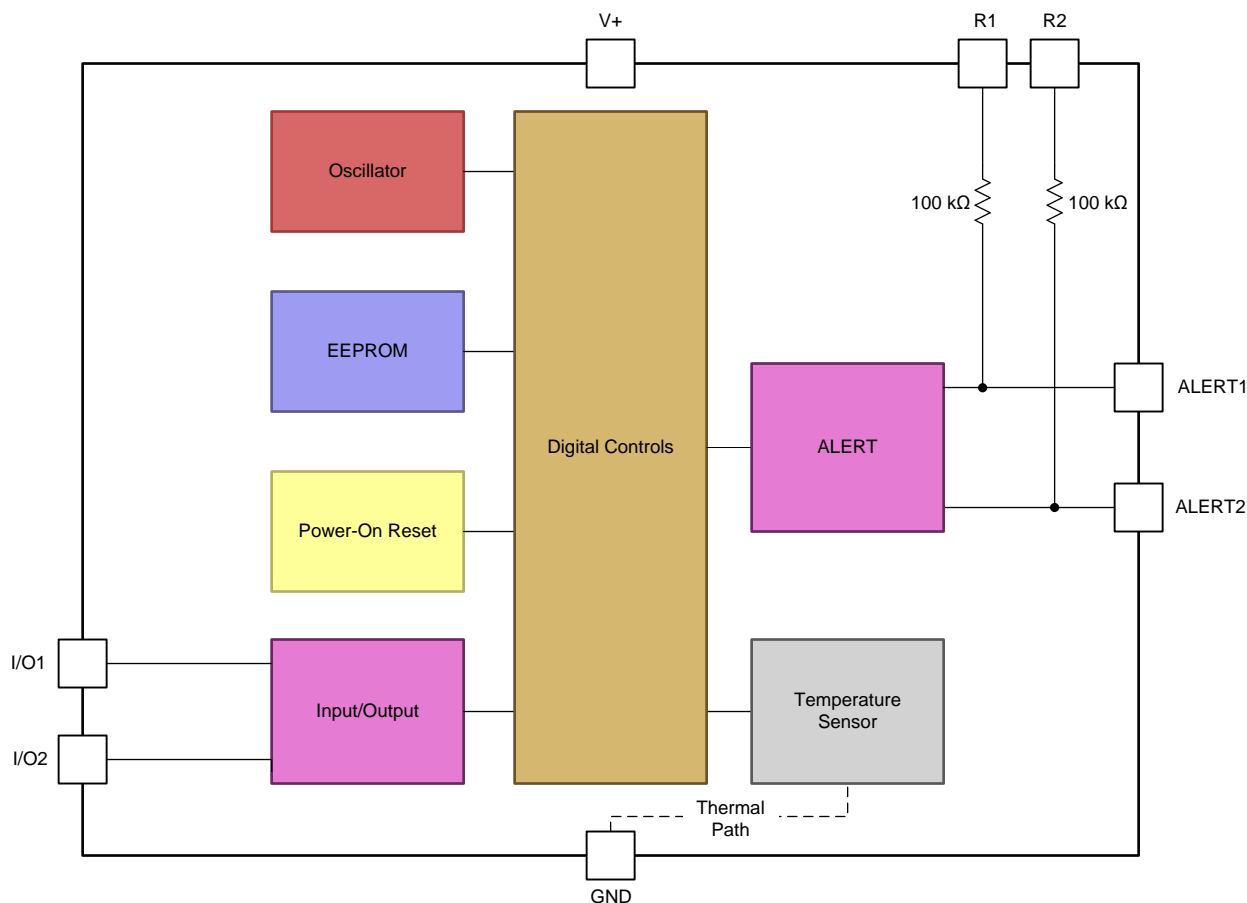 V+
R1
R2
Oscillator
100 kΩ
100 kΩ
EEPROM
ALERT1
Digital Controls
ALERT
ALERT2
Power-On Reset
I/O1
Input/Output
Temperature
Sensor
I/O2
Thermal
Path
GND